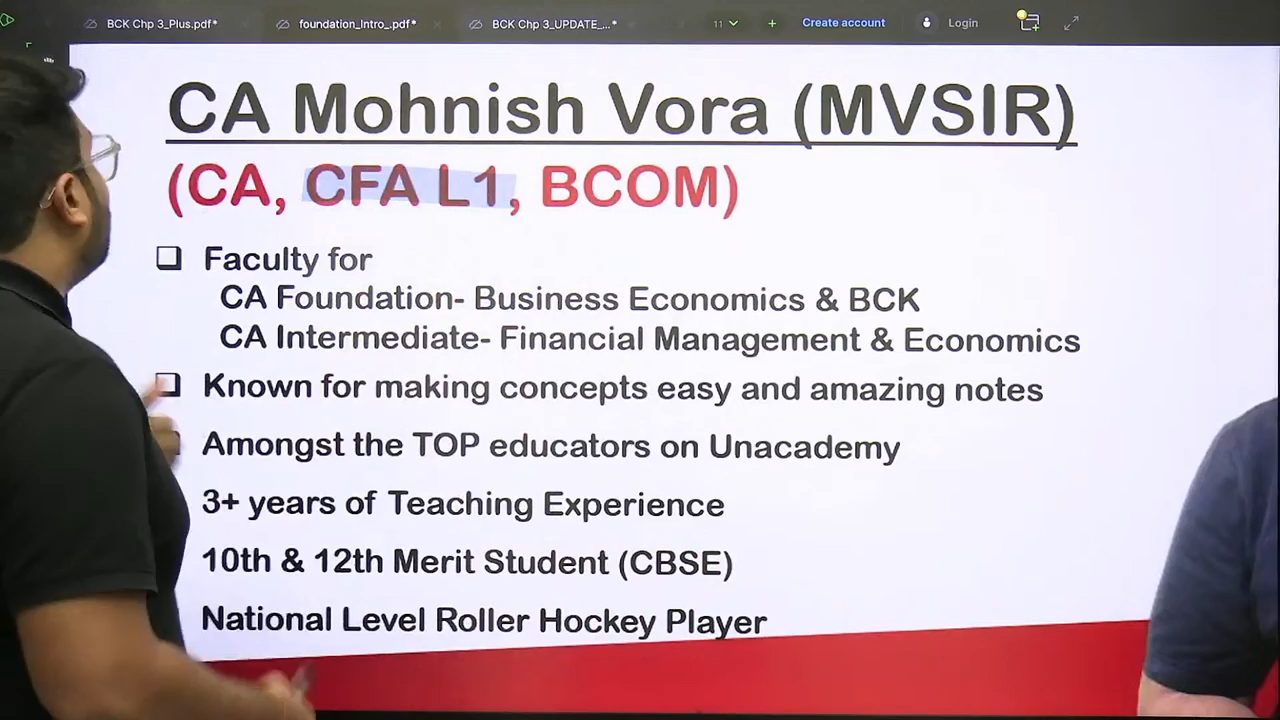 BCK Chp 3_Plus.pdf*
foundation_Intro_.pdf*
BCK Chp 3_UPDATE_...*
11
Create account
Login
CA Mohnish Vora (MVSIR)
(CA, CFA L1, BCOM)
Faculty for
CA Foundation- Business Economics & BCK
CA Intermediate- Financial Management & Economics
Known for making concepts easy and amazing notes
Amongst the TOP educators on Unacademy
3+ years of Teaching Experience
10th & 12th Merit Student (CBSE)
National Level Roller Hockey Player